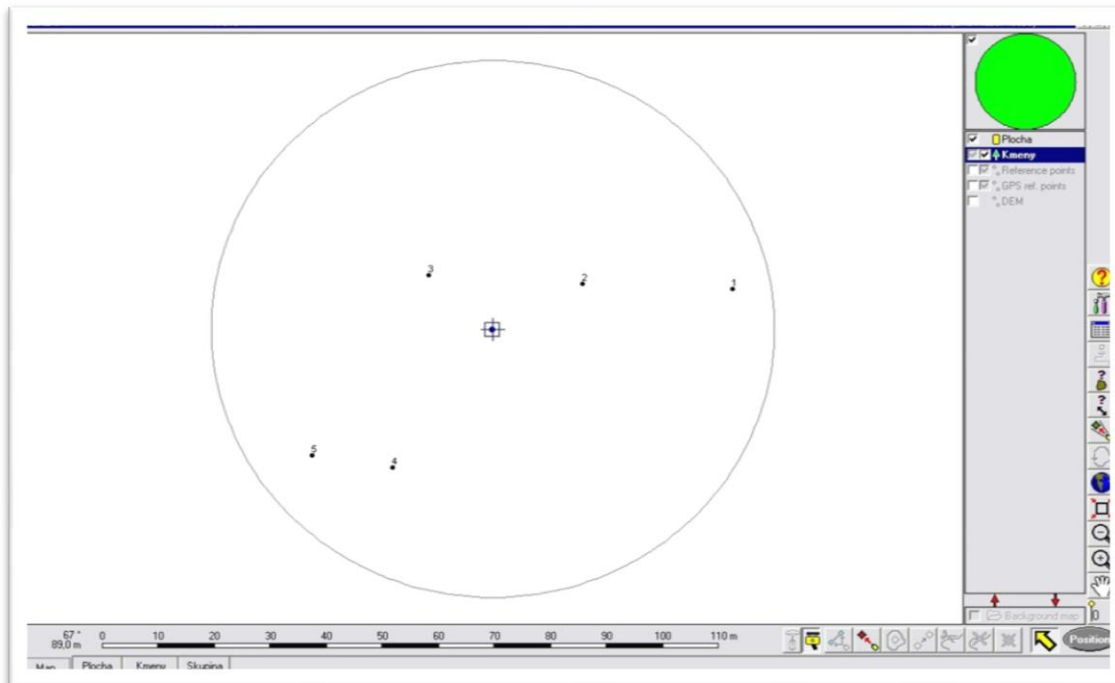 Plocha
Kmeny
Reference points
GPS ref. points
DEM
3
2
1
5
4
Background map
67 °
89,0 m
0 10 20 30 40 50 60 70 80 90 100 110 m
Position
Map Plocha Kmeny Skupina